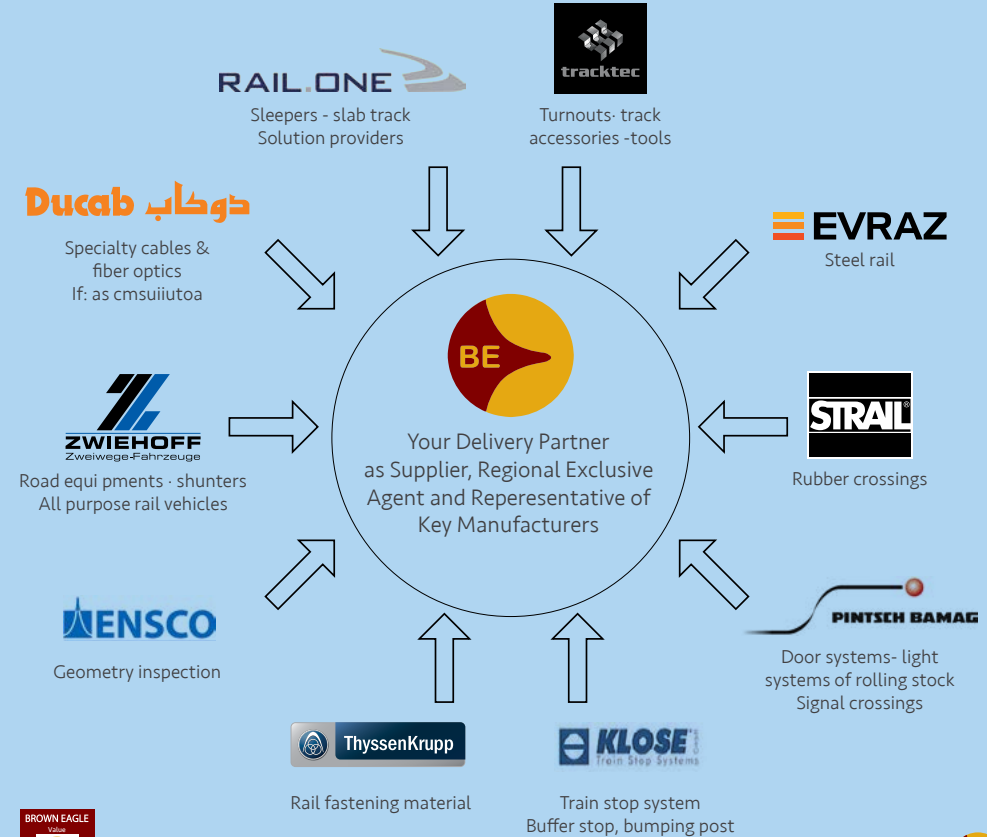 RAIL.ONE
Sleepers - slab track
Solution providers
tracktec
Turnouts· track
accessories -tools
Ducab دوكاب
Specialty cables &
fiber optics
If: as cmsuiiutoa
EVRAZ
Steel rail
BE
Your Delivery Partner
as Supplier, Regional Exclusive
Agent and Reperesentative of
Key Manufacturers
ZWIEHOFF
Zweiwege-Fahrzeuge
Road equi pments · shunters
All purpose rail vehicles
STRAIL®
Rubber crossings
ENSCO
Geometry inspection
PINTSCH BAMAG
Door systems- light
systems of rolling stock
Signal crossings
ThyssenKrupp
Rail fastening material
KLOSE
Train Stop Systems
Train stop system
Buffer stop, bumping post
BROWN EAGLE
Value